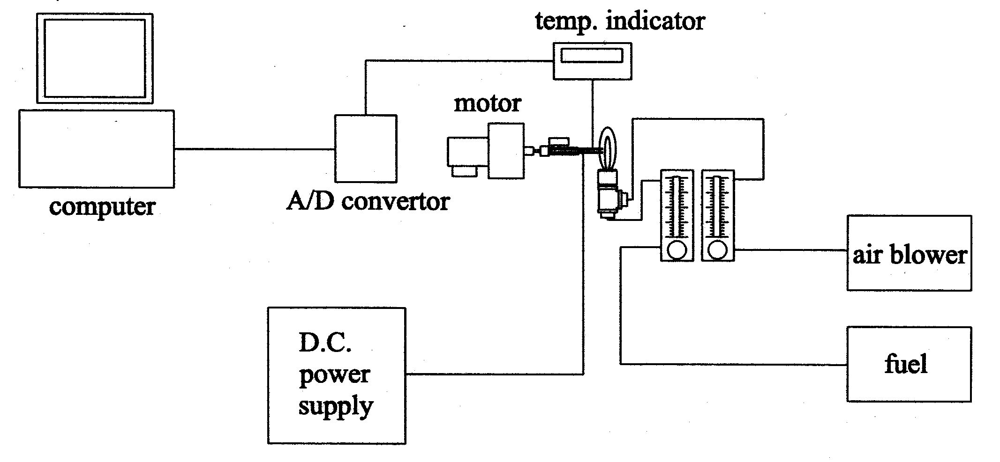 temp. indicator
motor
computer
A/D convertor
air blower
D.C.
power
supply
fuel